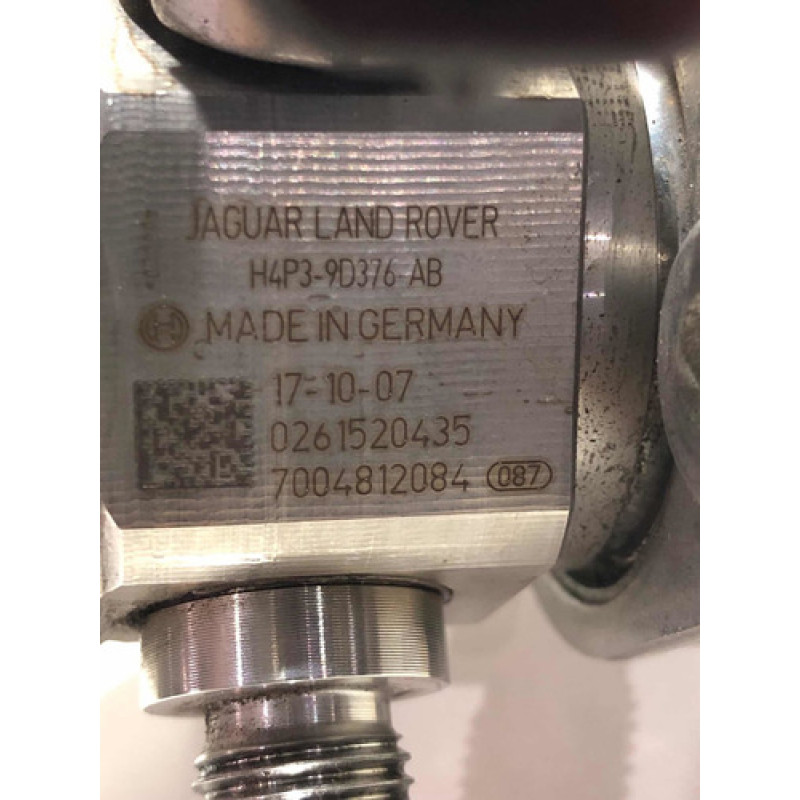 JAGUAR LAND ROVER
H4P3-9D376-AB
MADE IN GERMANY
17-10-07
0261520435
7004812084 087